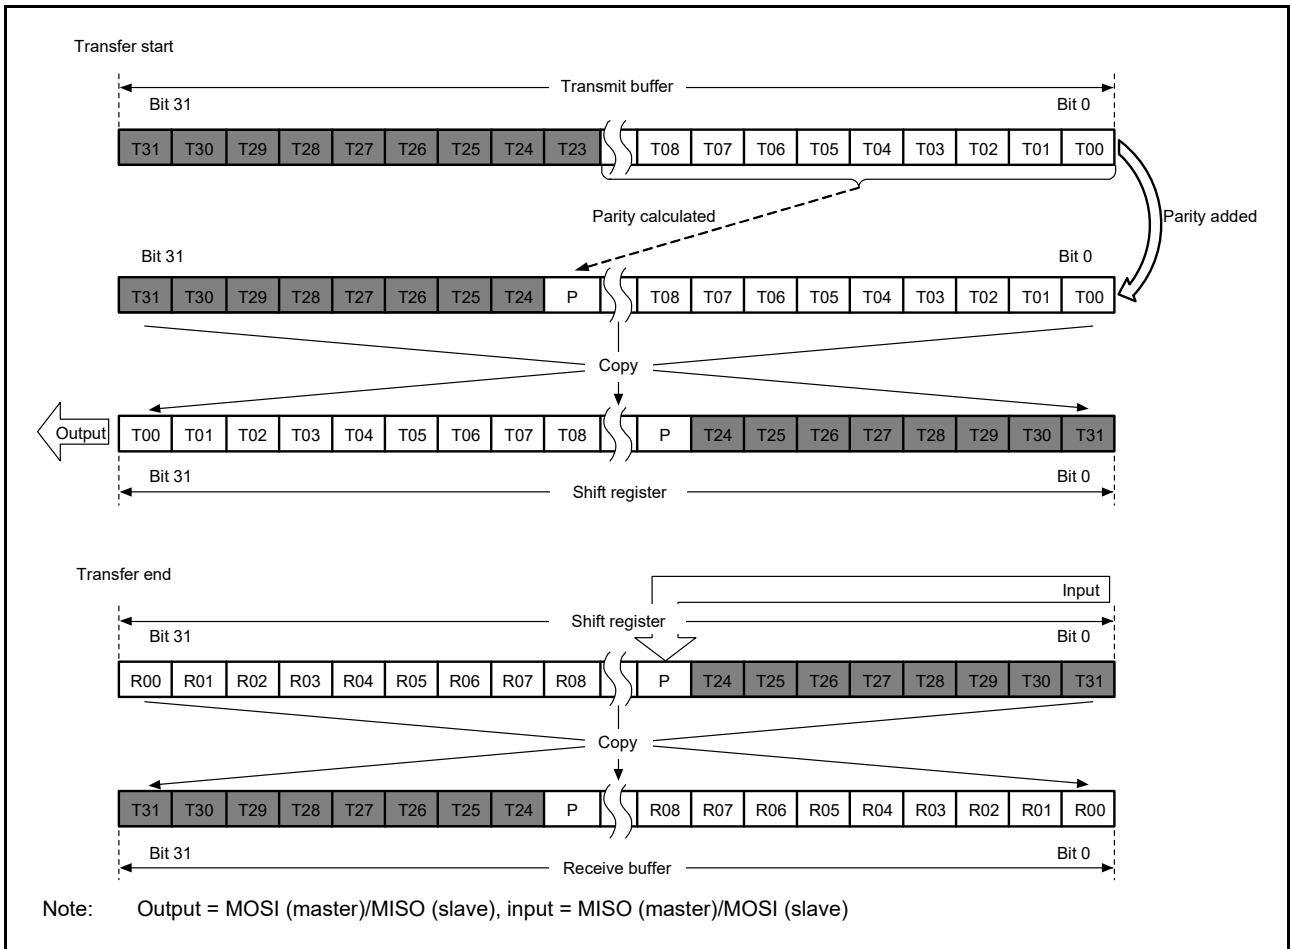 Transfer start
Transmit buffer
Bit 31 Bit 0
T31 T30 T29 T28 T27 T26 T25 T24 T23 T08 T07 T06 T05 T04 T03 T02 T01 T00
Parity calculated Parity added
Bit 31 Bit 0
T31 T30 T29 T28 T27 T26 T25 T24 P T08 T07 T06 T05 T04 T03 T02 T01 T00
Copy
Output T00 T01 T02 T03 T04 T05 T06 T07 T08 P T24 T25 T26 T27 T28 T29 T30 T31
Bit 31 Bit 0
Shift register
Transfer end
Input
Shift register
Bit 31 Bit 0
R00 R01 R02 R03 R04 R05 R06 R07 R08 P T24 T25 T26 T27 T28 T29 T30 T31
Copy
T31 T30 T29 T28 T27 T26 T25 T24 P R08 R07 R06 R05 R04 R03 R02 R01 R00
Bit 31 Bit 0
Receive buffer
Note: Output = MOSI (master)/MISO (slave), input = MISO (master)/MOSI (slave)